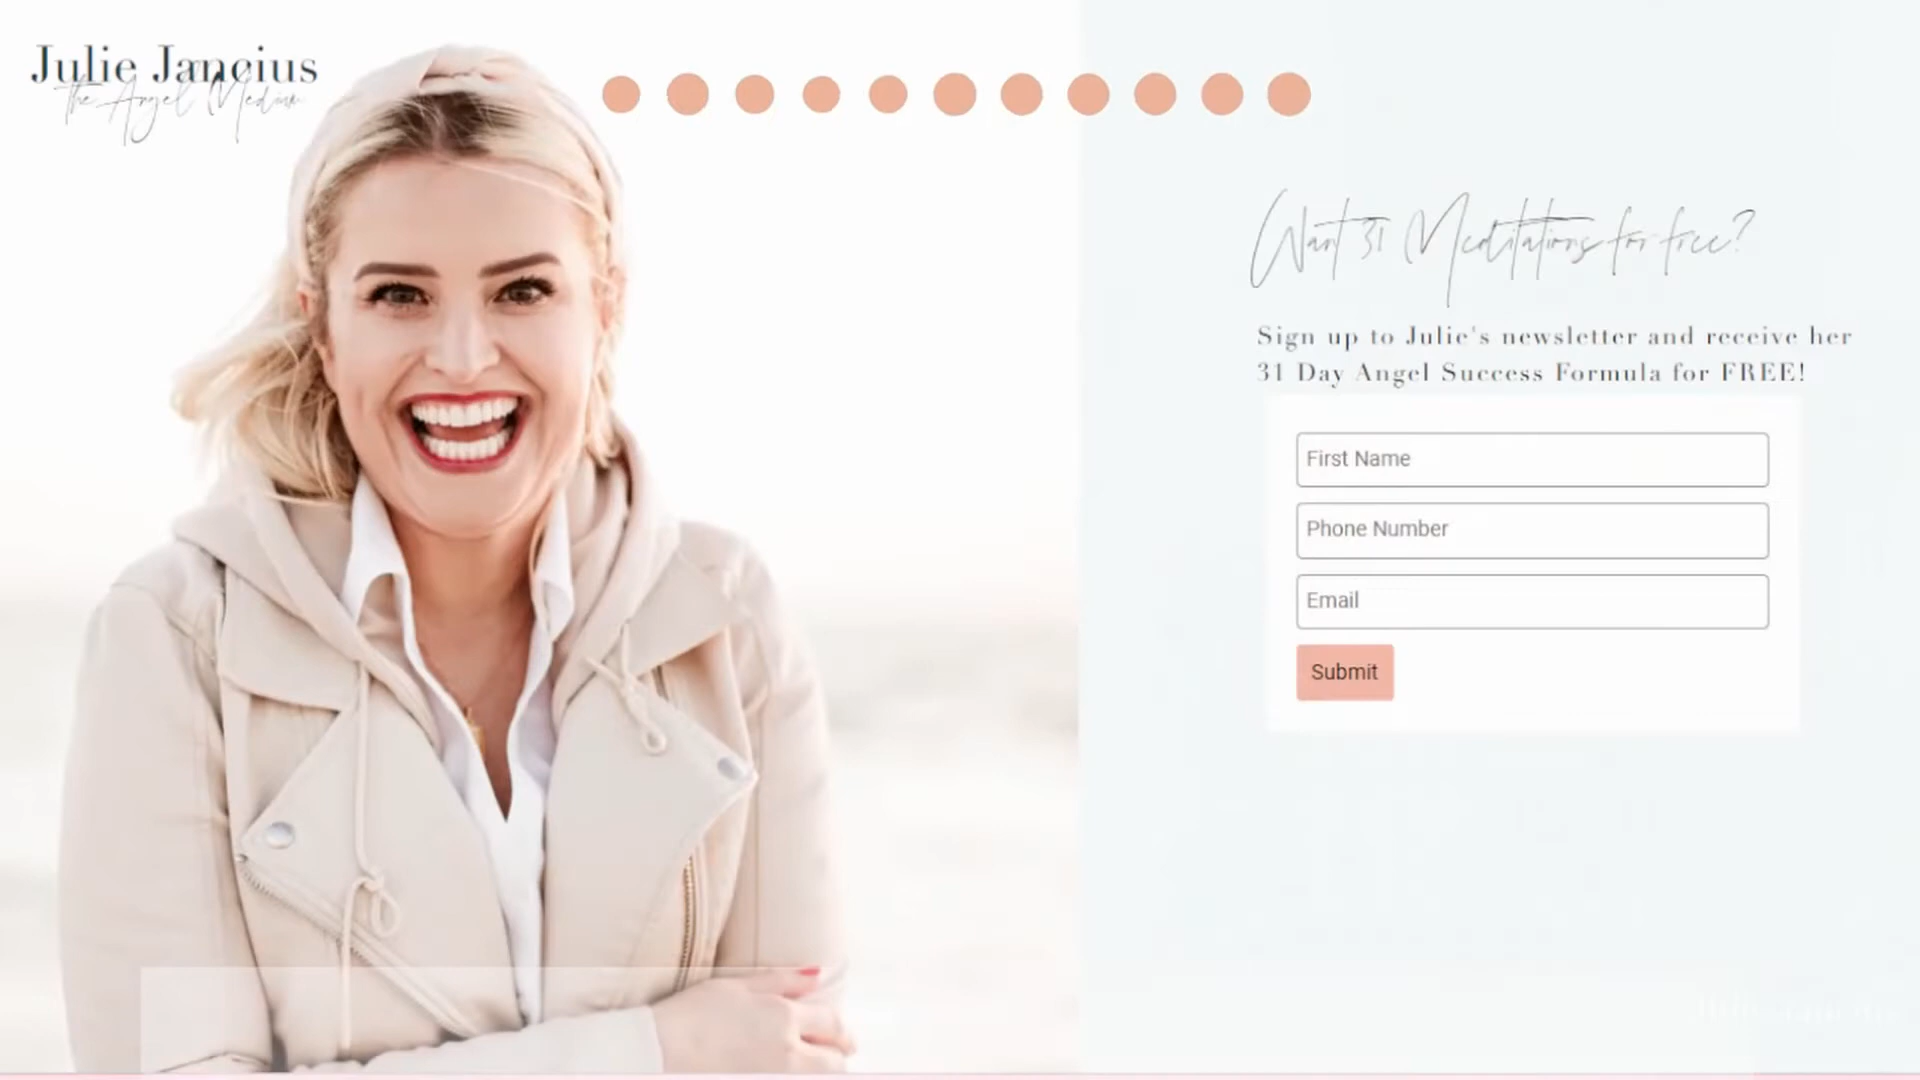 Julie Jancius
The Angel Medium
Want 31 Meditations for free?
Sign up to Julie's newsletter and receive her
31 Day Angel Success Formula for FREE!
First Name
Phone Number
Email
Submit